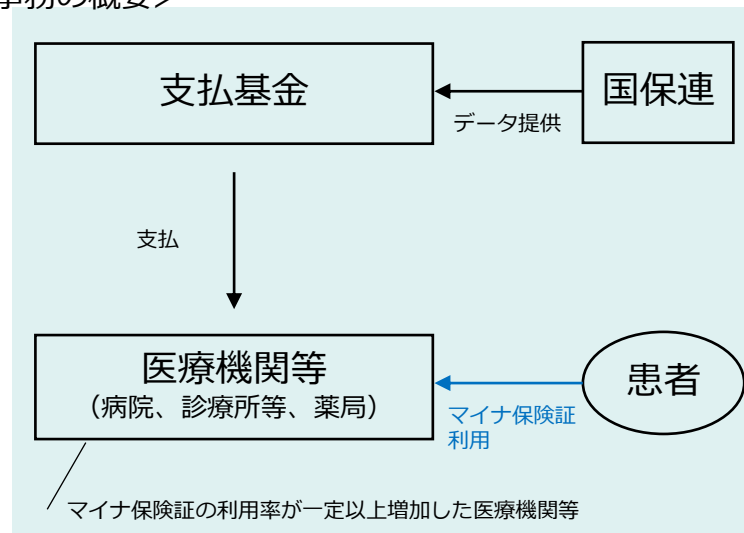 事務の概要＞
支払基金
国保連
データ提供
支払
医療機関等
（病院、診療所等、薬局）
患者
マイナ保険証
利用
マイナ保険証の利用率が一定以上増加した医療機関等